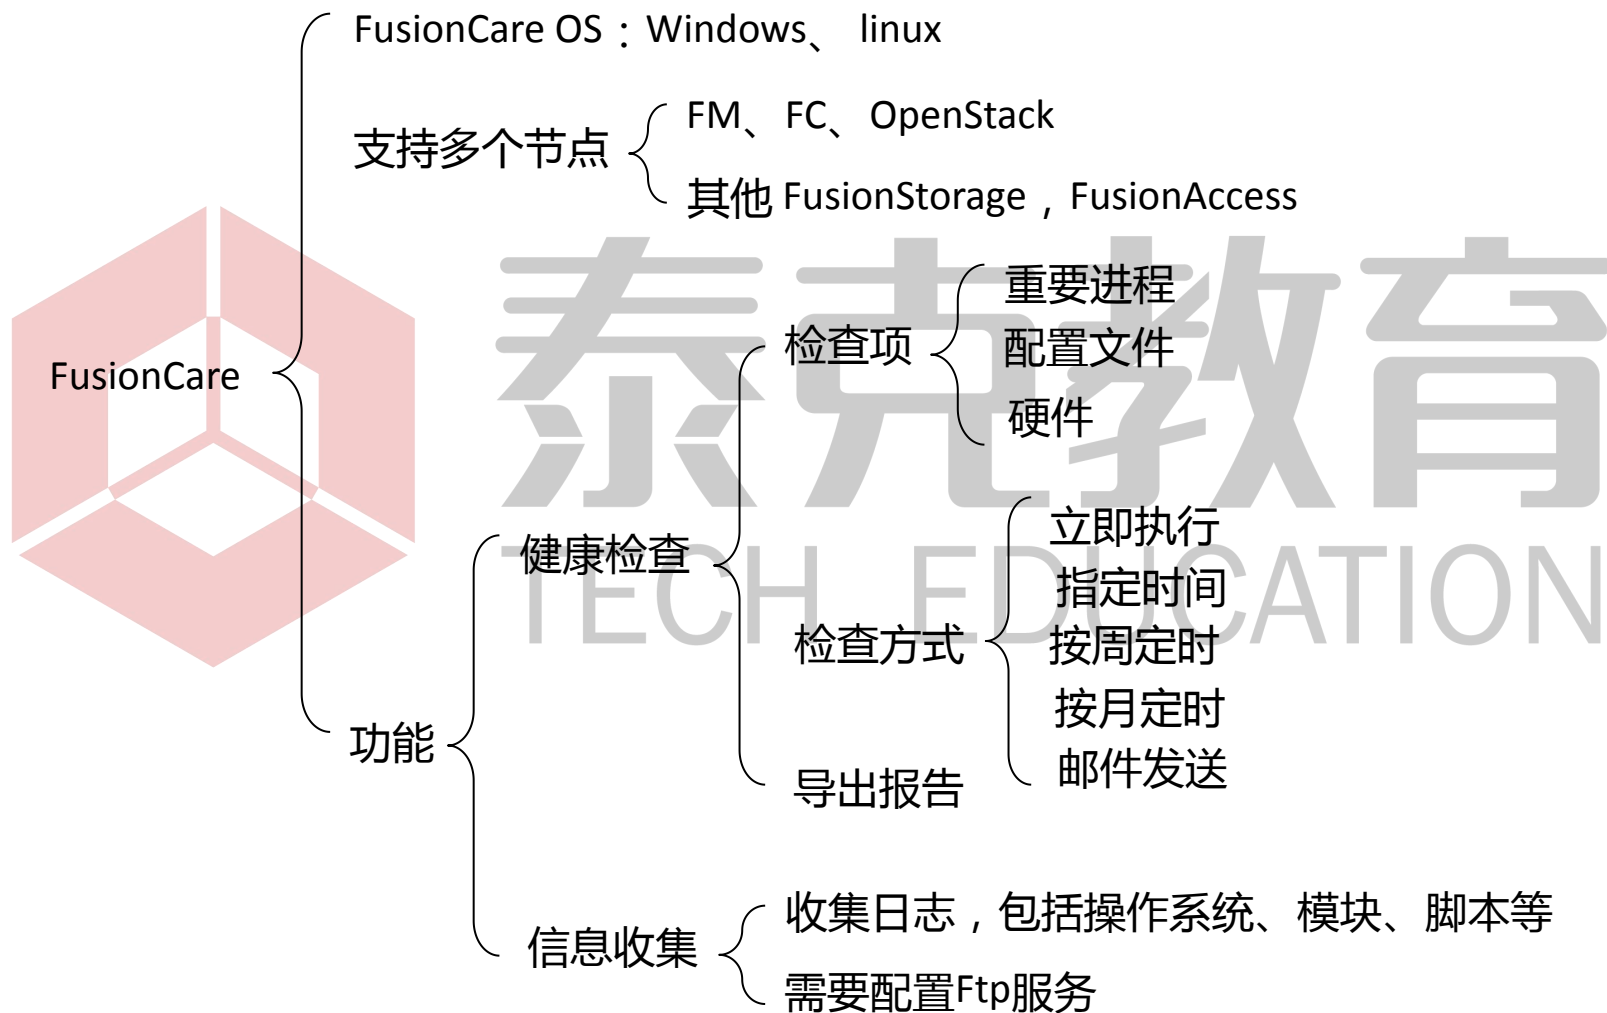 FusionCare OS：Windows、 linux
FM、FC、OpenStack
支持多个节点
其他 FusionStorage，FusionAccess
泰克教育
重要进程
检查项
配置文件
FusionCare
硬件
立即执行
健康检查
TECH EDUCATION
指定时间
检查方式
按周定时
按月定时
功能
邮件发送
导出报告
收集日志，包括操作系统、模块、脚本等
信息收集
需要配置Ftp服务